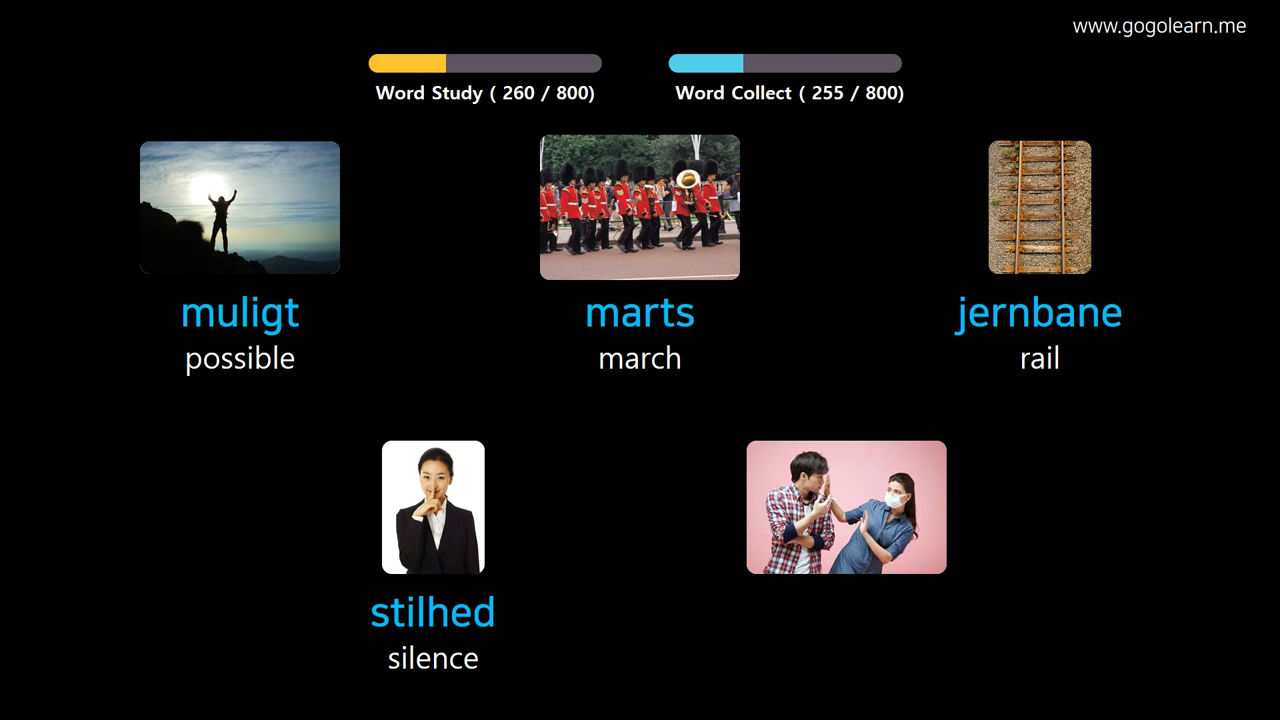 www.gogolearn.me
Word Study ( 260 / 800)
Word Collect ( 255 / 800)
muligt
marts
jernbane
possible
march
rail
stilhed
silence